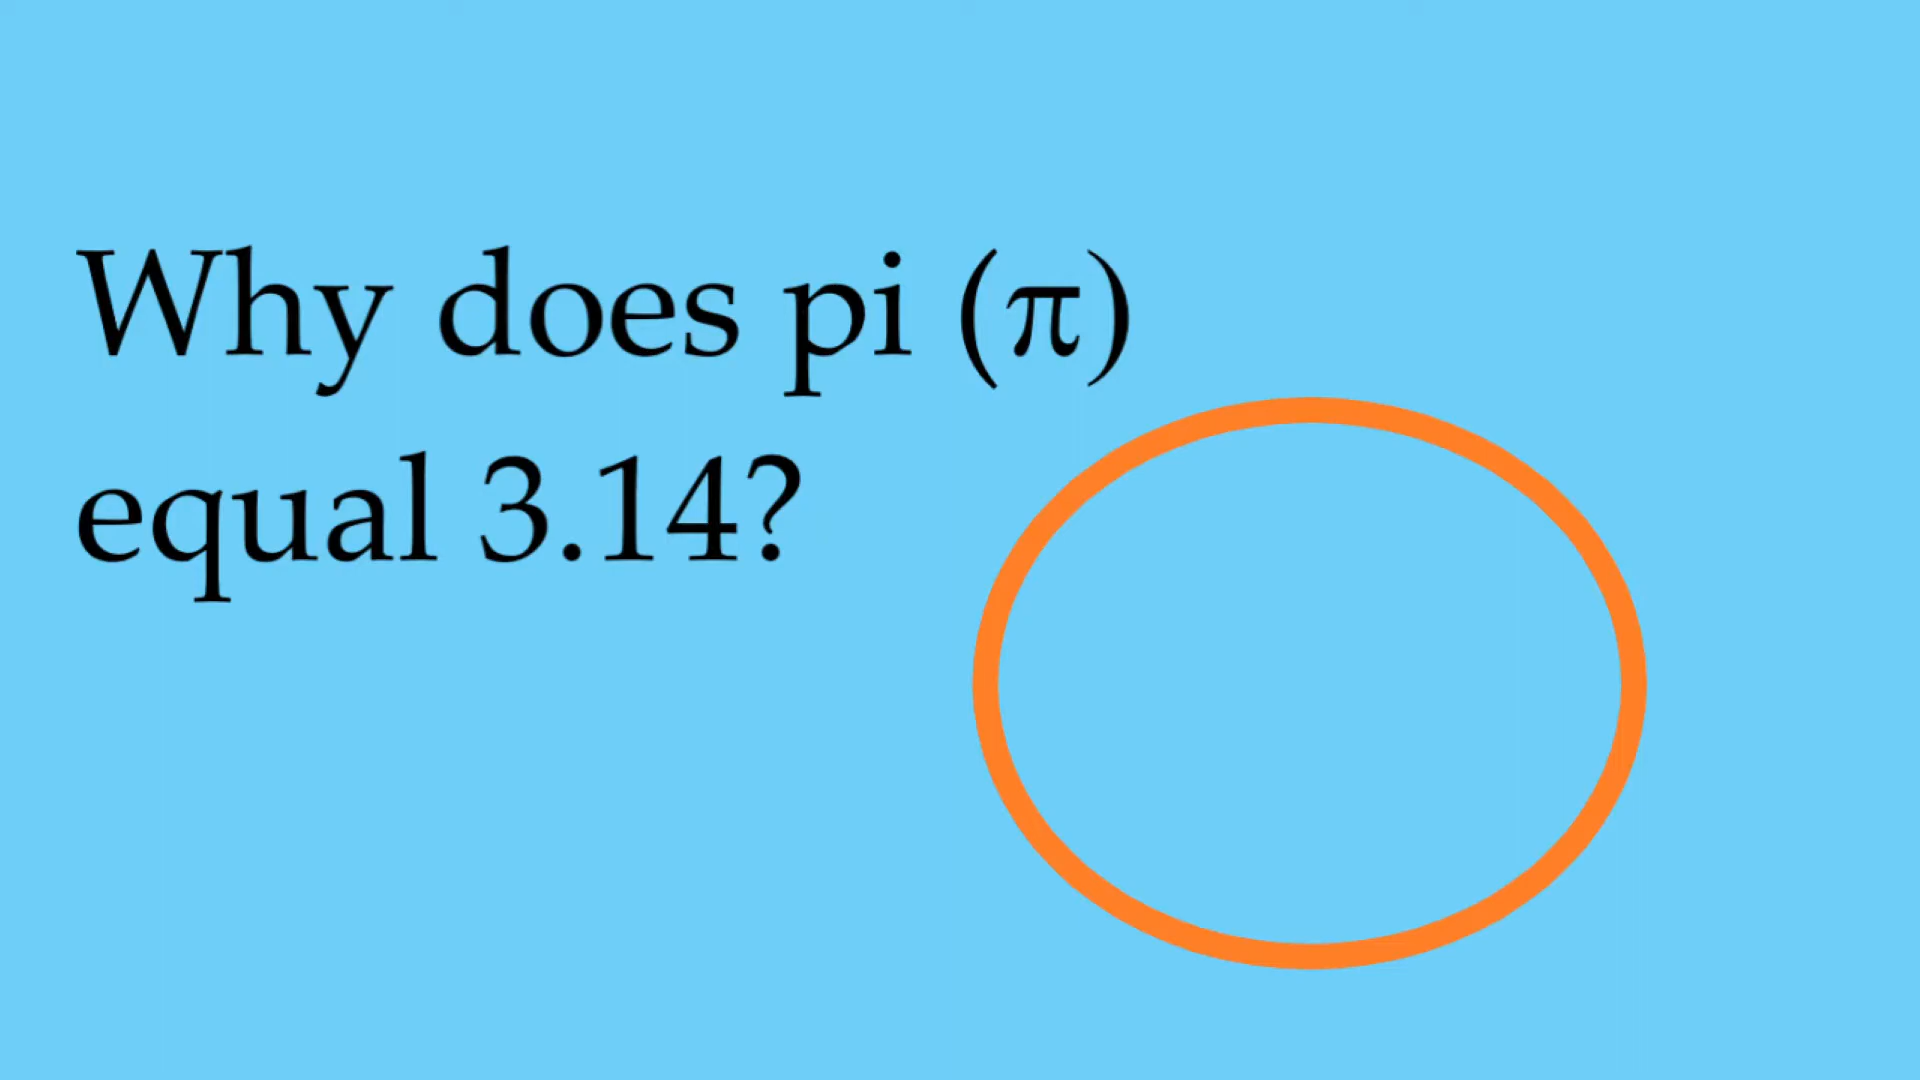 Why does pi (π)
equal 3.14?